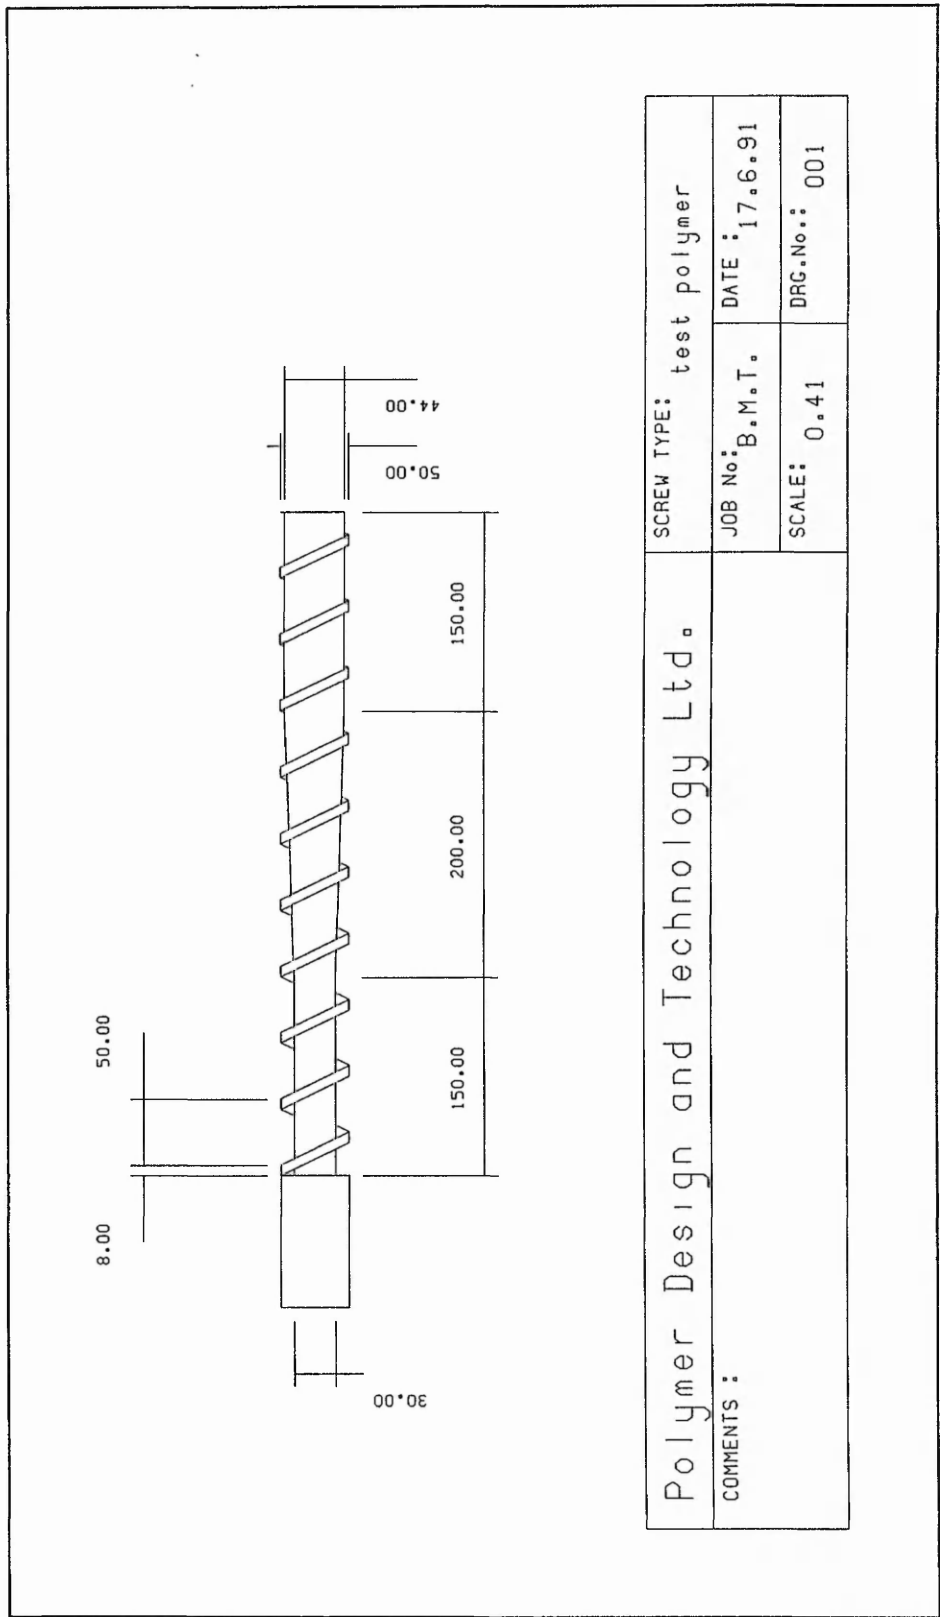 50.00
8.00
44.00
50.00
30.00
150.00
200.00
150.00
Polymer Design and Technology Ltd.
COMMENTS :
SCREW TYPE: test polymer
JOB No: B.M.T.
DATE : 17.6.91
SCALE: 0.41
DRG.No.: 001